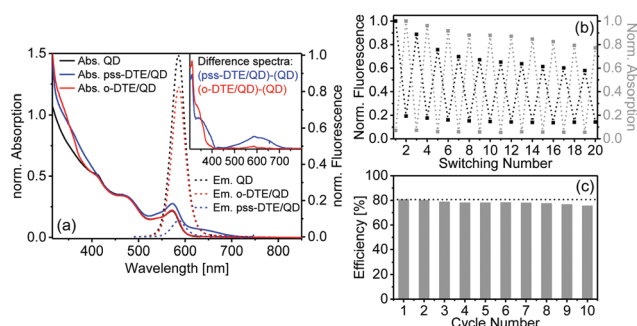 1.5
1.0
0.5
0.0
norm. Absorption
Abs. QD
Abs. pss-DTE/QD
Abs. o-DTE/QD
Difference spectra:
(pss-DTE/QD)-(QD)
(o-DTE/QD)-(QD)
400 500 600 700
Em. QD
Em. o-DTE/QD
Em. pss-DTE/QD
(a)
400 500 600 700 800
Wavelength [nm]
1.0
0.8
0.6
0.4
0.2
0.0
norm. Fluorescence
(b)
1.0
0.8
0.6
0.4
0.2
0.0
Norm. Fluorescence
2 4 6 8 10 12 14 16 18 20
Switching Number
1.0
0.8
0.6
0.4
0.2
0.0
Norm Absorption
(c)
120
100
80
60
40
20
0
Efficiency [%]
1 2 3 4 5 6 7 8 9 10
Cycle Number